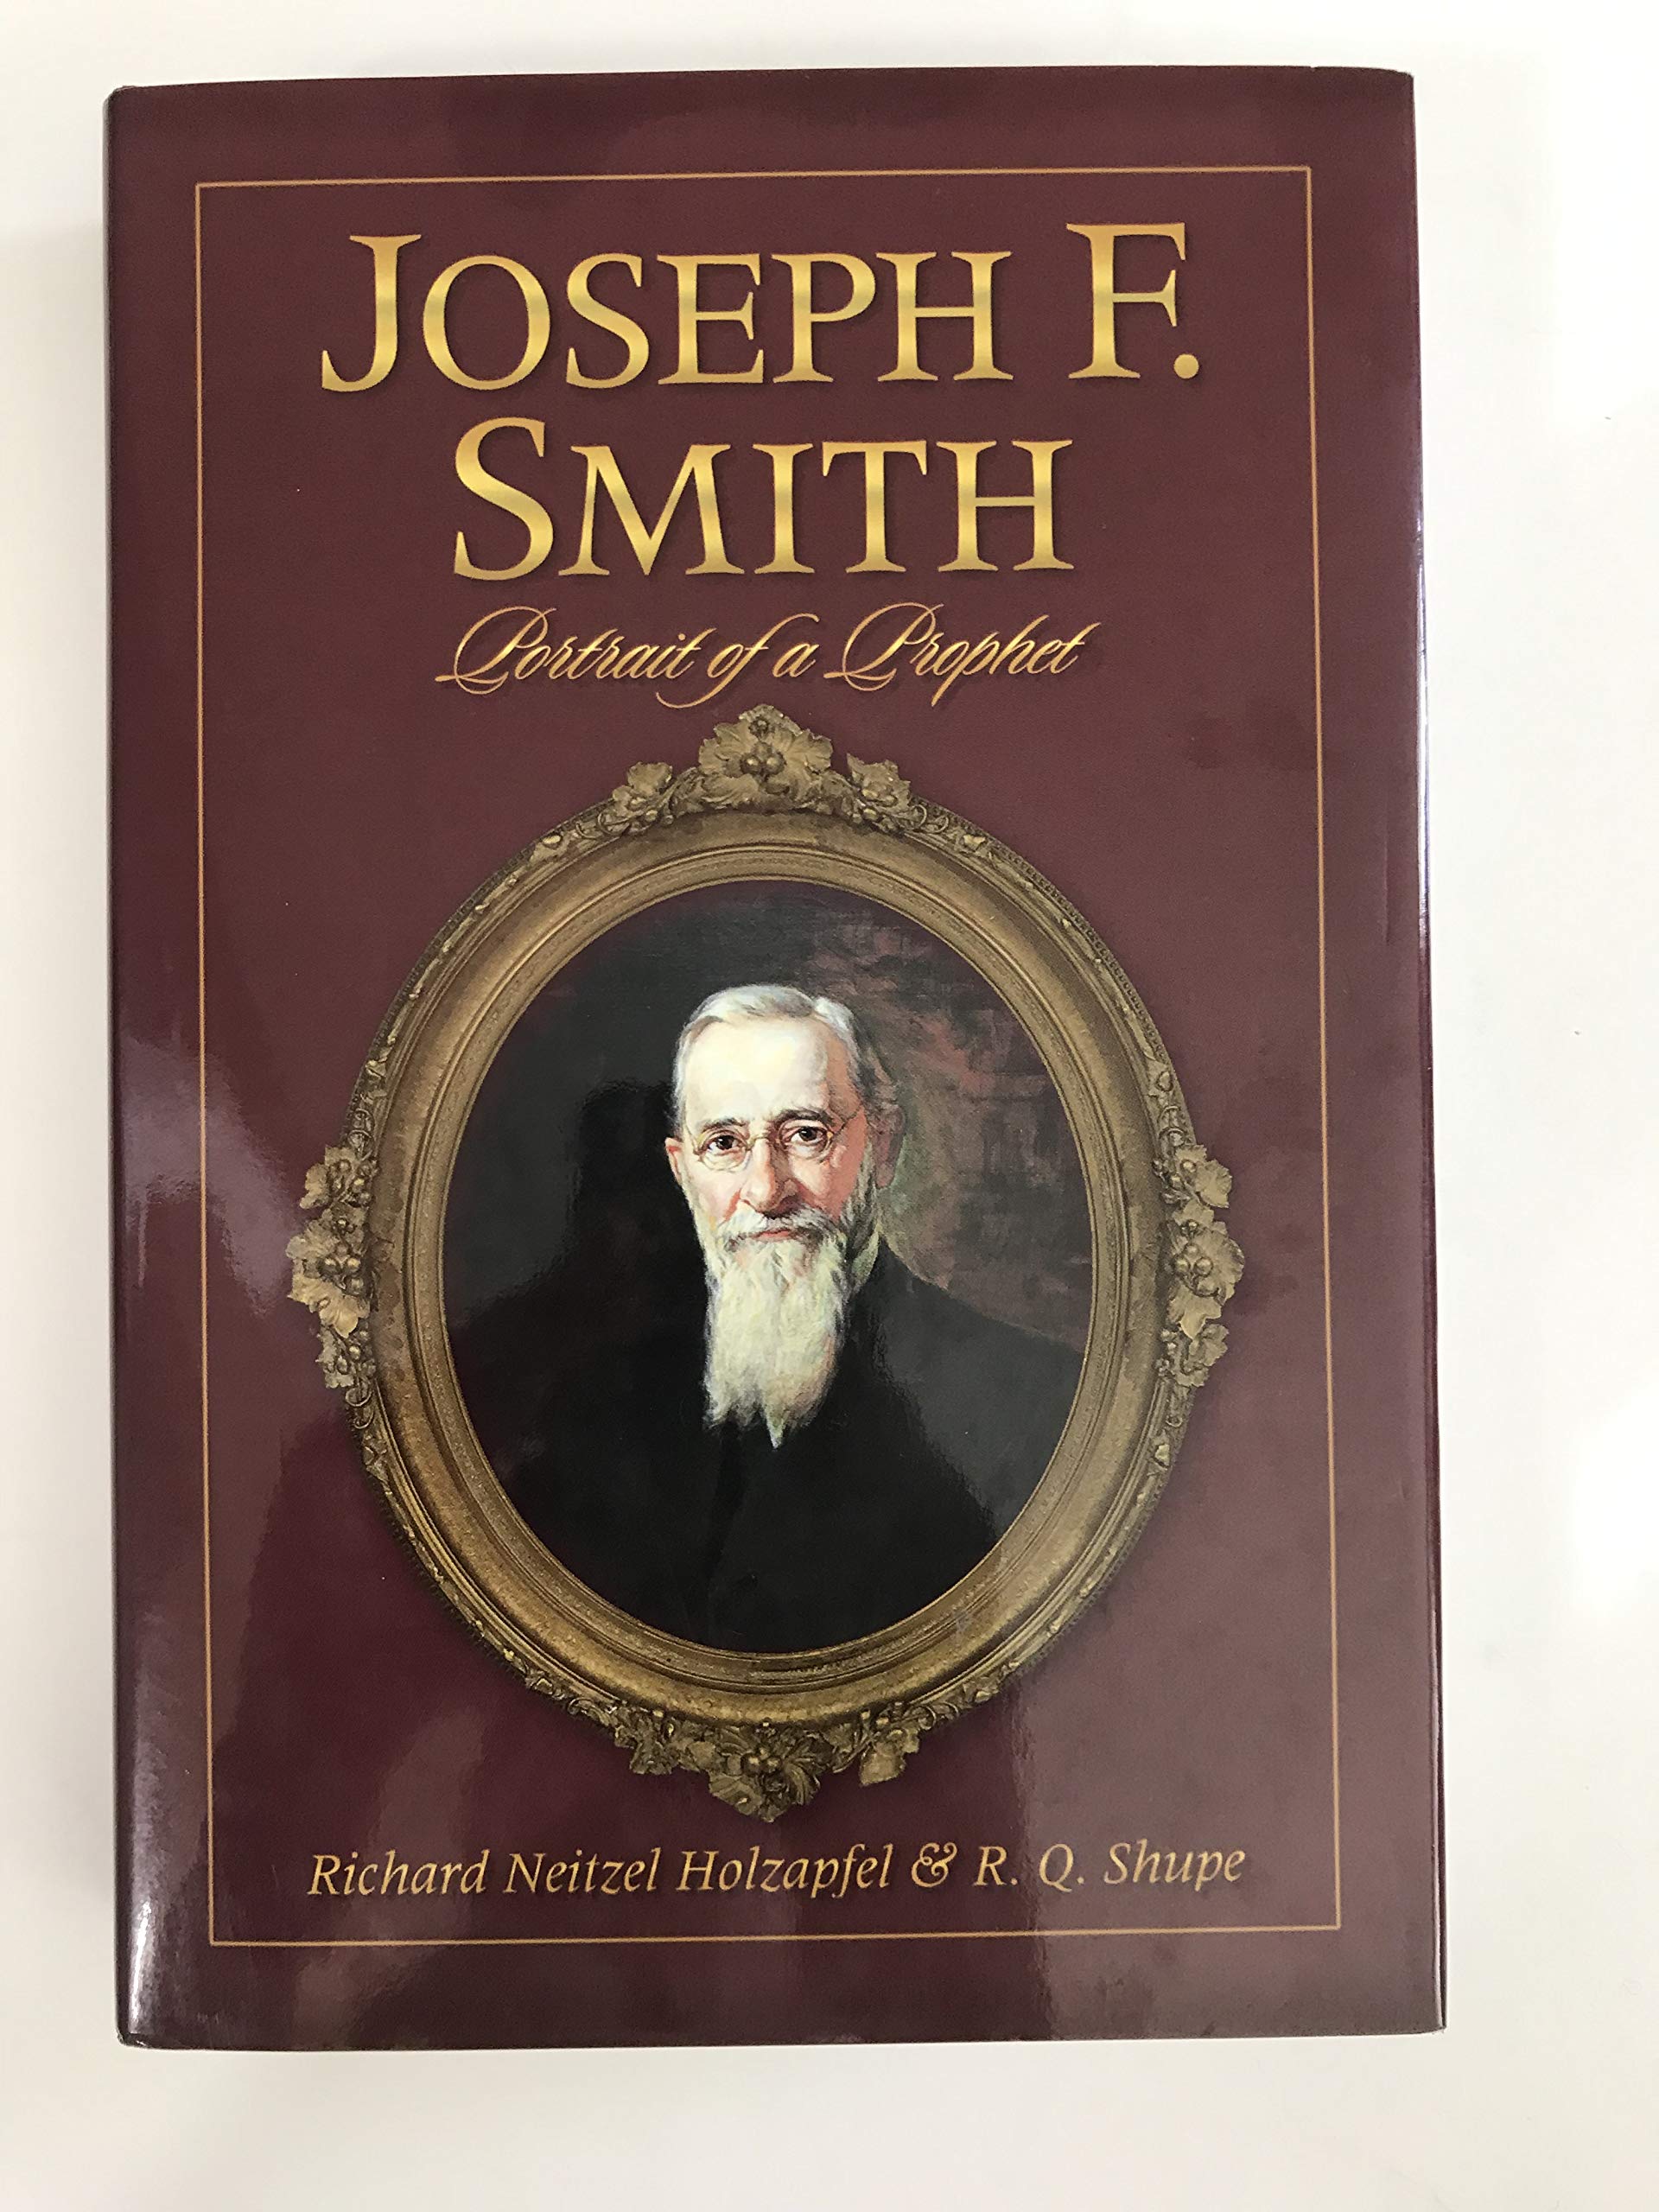 JOSEPH F.
SMITH
Portrait of a Prophet
Richard Neitzel Holzapfel & R. Q. Shupe